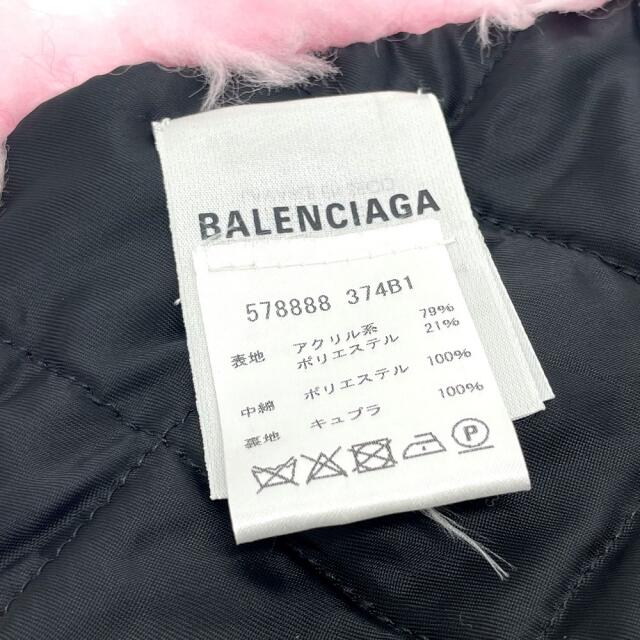 BALENCIAGA
578888 374B1
表地 アクリル系 79%
ポリエステル 21%
中綿 ポリエステル 100%
裏地 キュプラ 100%
P